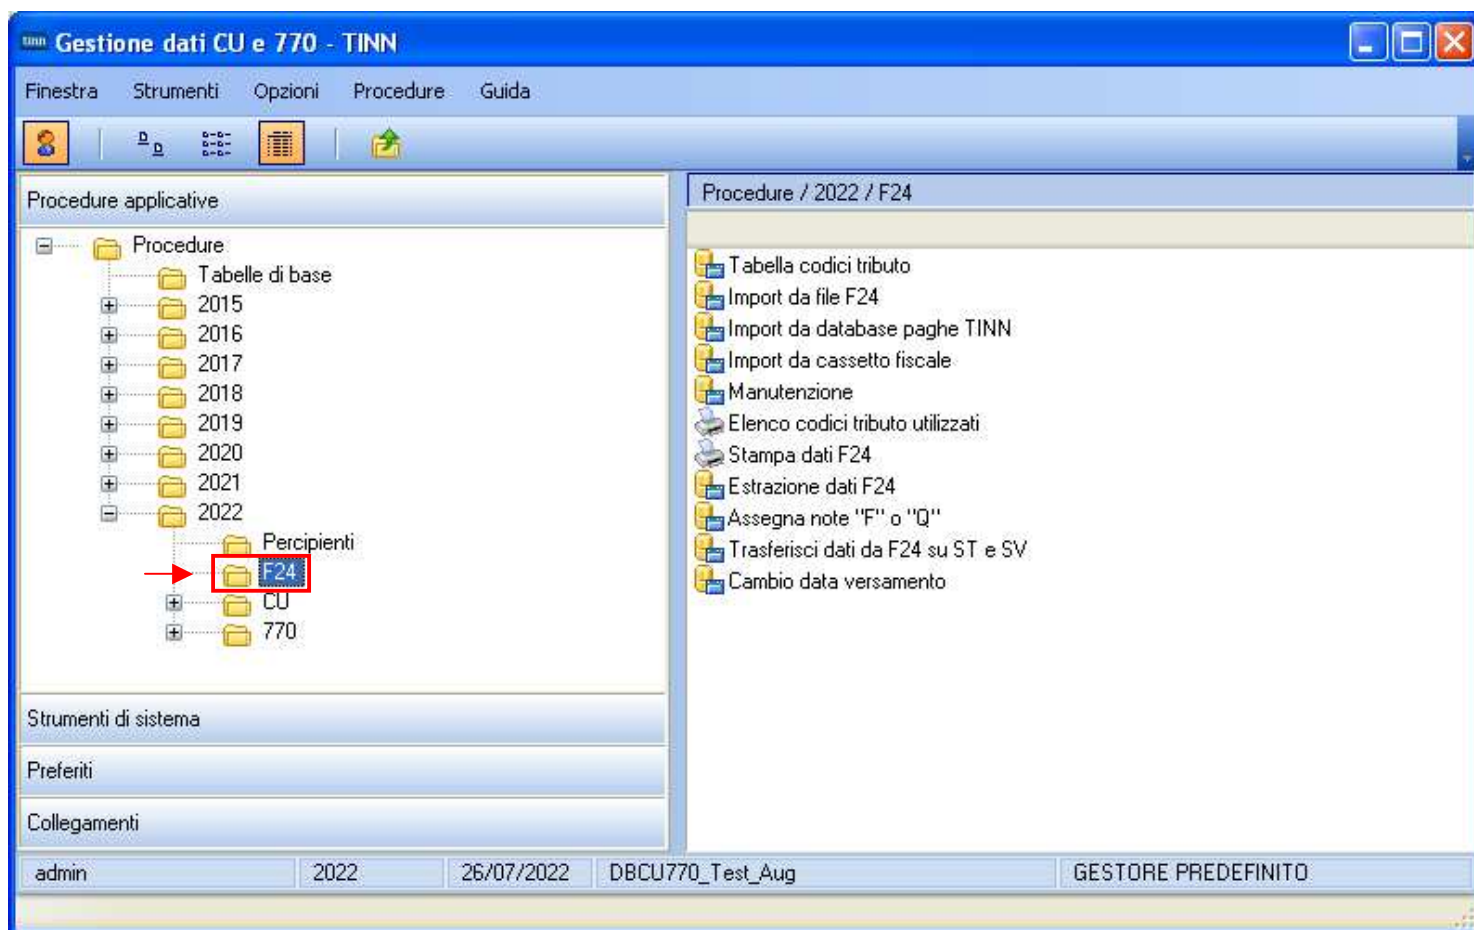 TINN Gestione dati CU e 770 - TINN
Finestra Strumenti Opzioni Procedure Guida
Procedure applicative
Procedure
Tabelle di base
2015
2016
2017
2018
2019
2020
2021
2022
Percipienti
F24
CU
770
Strumenti di sistema
Preferiti
Collegamenti
Procedure / 2022 / F24
Tabella codici tributo
Import da file F24
Import da database paghe TINN
Import da cassetto fiscale
Manutenzione
Elenco codici tributo utilizzati
Stampa dati F24
Estrazione dati F24
Assegna note "F" o "Q"
Trasferisci dati da F24 su ST e SV
Cambio data versamento
admin 2022 26/07/2022 DBCU770_Test_Aug GESTORE PREDEFINITO